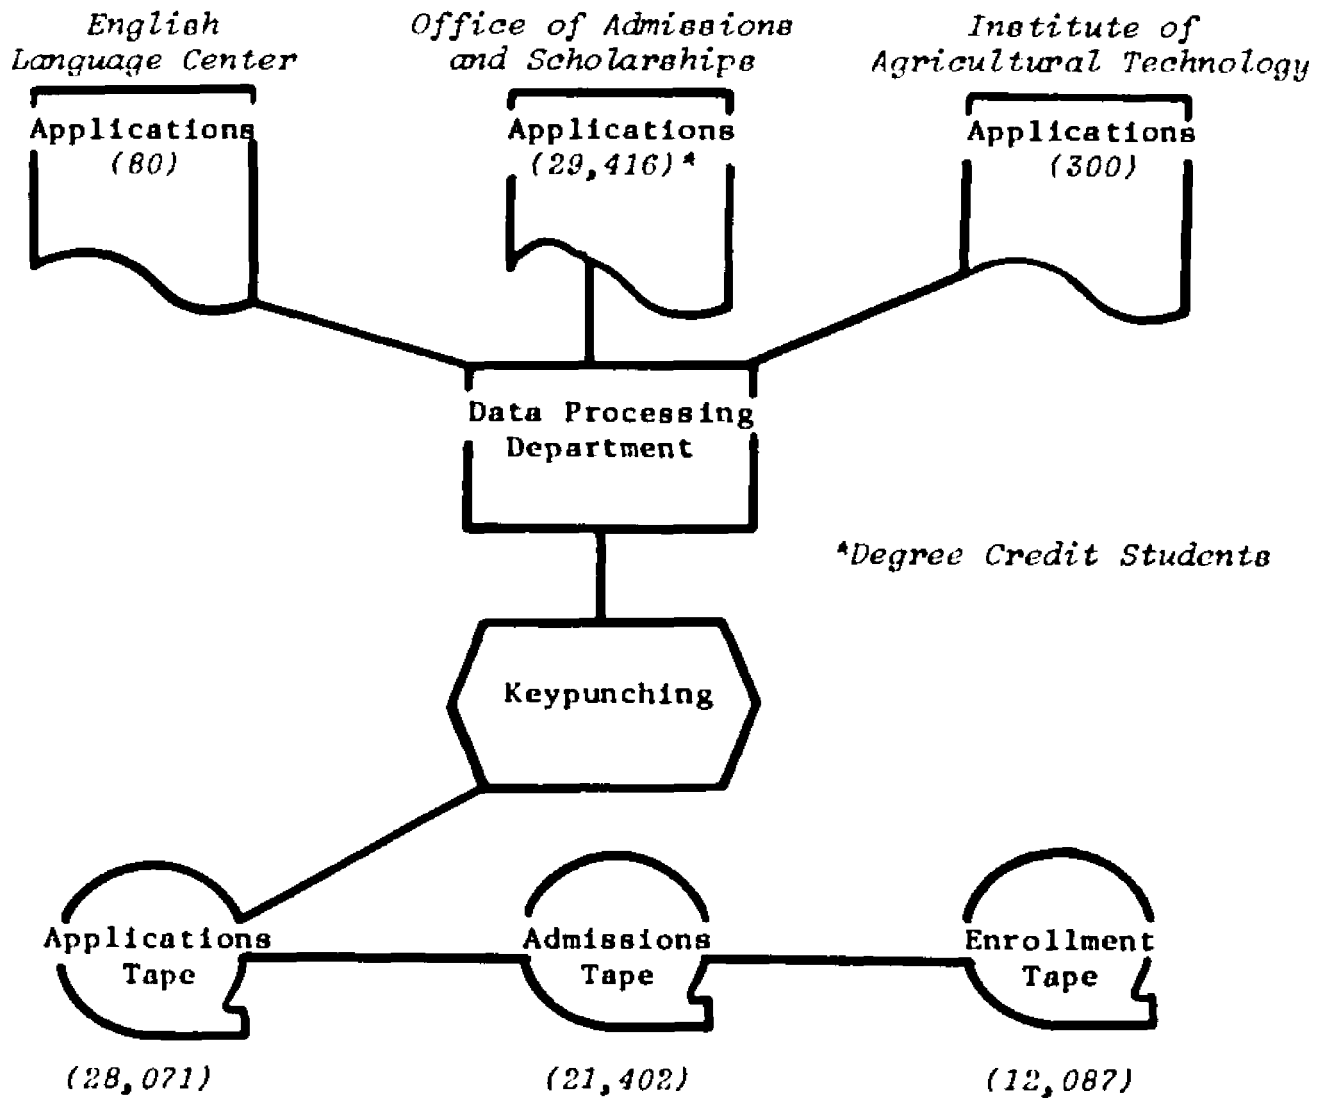 English
Language Center
Office of Admissions
and Scholarships
Institute of
Agricultural Technology
Applications
(80)
Applications
(29,416)*
Applications
(300)
Data Processing
Department
*Degree Credit Students
Keypunching
Applications
Tape
Admissions
Tape
Enrollment
Tape
(28,071)
(21,402)
(12,087)